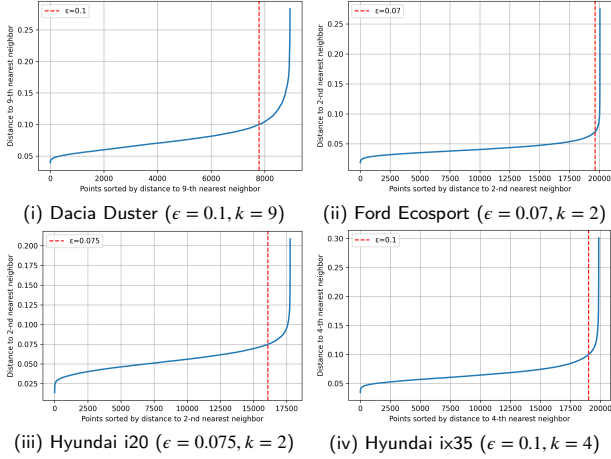 ε=0.1
0.25
0.20
0.15
0.10
0.05
Distance to 9-th nearest neighbor
0 2000 4000 6000 8000
Points sorted by distance to 9-th nearest neighbor
(i) Dacia Duster (ϵ = 0.1, k = 9)
ε=0.07
0.25
0.20
0.15
0.10
0.05
Distance to 2-nd nearest neighbor
0 2500 5000 7500 10000 12500 15000 17500 20000
Points sorted by distance to 2-nd nearest neighbor
(ii) Ford Ecosport (ϵ = 0.07, k = 2)
ε=0.075
0.200
0.175
0.150
0.125
0.100
0.075
0.050
0.025
Distance to 2-nd nearest neighbor
0 2500 5000 7500 10000 12500 15000 17500
Points sorted by distance to 2-nd nearest neighbor
(iii) Hyundai i20 (ϵ = 0.075, k = 2)
ε=0.1
0.30
0.25
0.20
0.15
0.10
0.05
Distance to 4-th nearest neighbor
0 2500 5000 7500 10000 12500 15000 17500 20000
Points sorted by distance to 4-th nearest neighbor
(iv) Hyundai ix35 (ϵ = 0.1, k = 4)